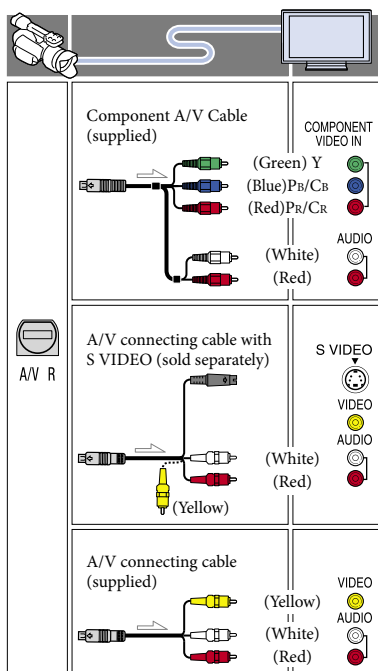 Component A/V Cable
(supplied)
COMPONENT
VIDEO IN
(Green) Y
(Blue)PB/CB
(Red)PR/CR
AUDIO
(White)
(Red)
A/V R
A/V connecting cable with
S VIDEO (sold separately)
S VIDEO
VIDEO
AUDIO
(White)
(Red)
(Yellow)
A/V connecting cable
(supplied)
VIDEO
(Yellow)
AUDIO
(White)
(Red)